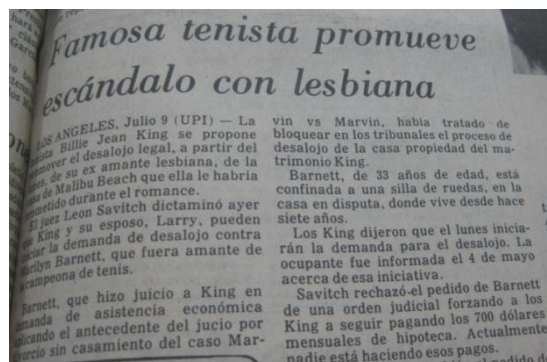 Famosa tenista promueve
escándalo con lesbiana
LOS ANGELES, Julio 9 (UPI) — La
Billie Jean King se propone
el desalojo legal, a partir del
de su ex amante lesbiana, de la
de Malibu Beach que ella le habría
durante el romance.
El juez Leon Savitch dictaminó ayer
que King y su esposo, Larry, pueden
iniciar la demanda de desalojo contra
Marilyn Barnett, que fuera amante de
campeona de tenis.
Barnett, que hizo juicio a King en
demanda de asistencia económica
el antecedente del jucio por
sin casamiento del caso Mar-
vin vs Marvin, había tratado de
bloquear en los tribunales el proceso de
desalojo de la casa propiedad del ma-
trimonio King.
Barnett, de 33 años de edad, está
confinada a una silla de ruedas, en la
casa en disputa, donde vive desde hace
siete años.
Los King dijeron que el lunes inicia-
rán la demanda para el desalojo. La
ocupante fue informada el 4 de mayo
acerca de esa iniciativa.
Savitch rechazó el pedido de Barnett
de una orden judicial forzando a los
King a seguir pagando los 700 dólares
mensuales de hipoteca. Actualmente
nadie está haciendo esos pagos.